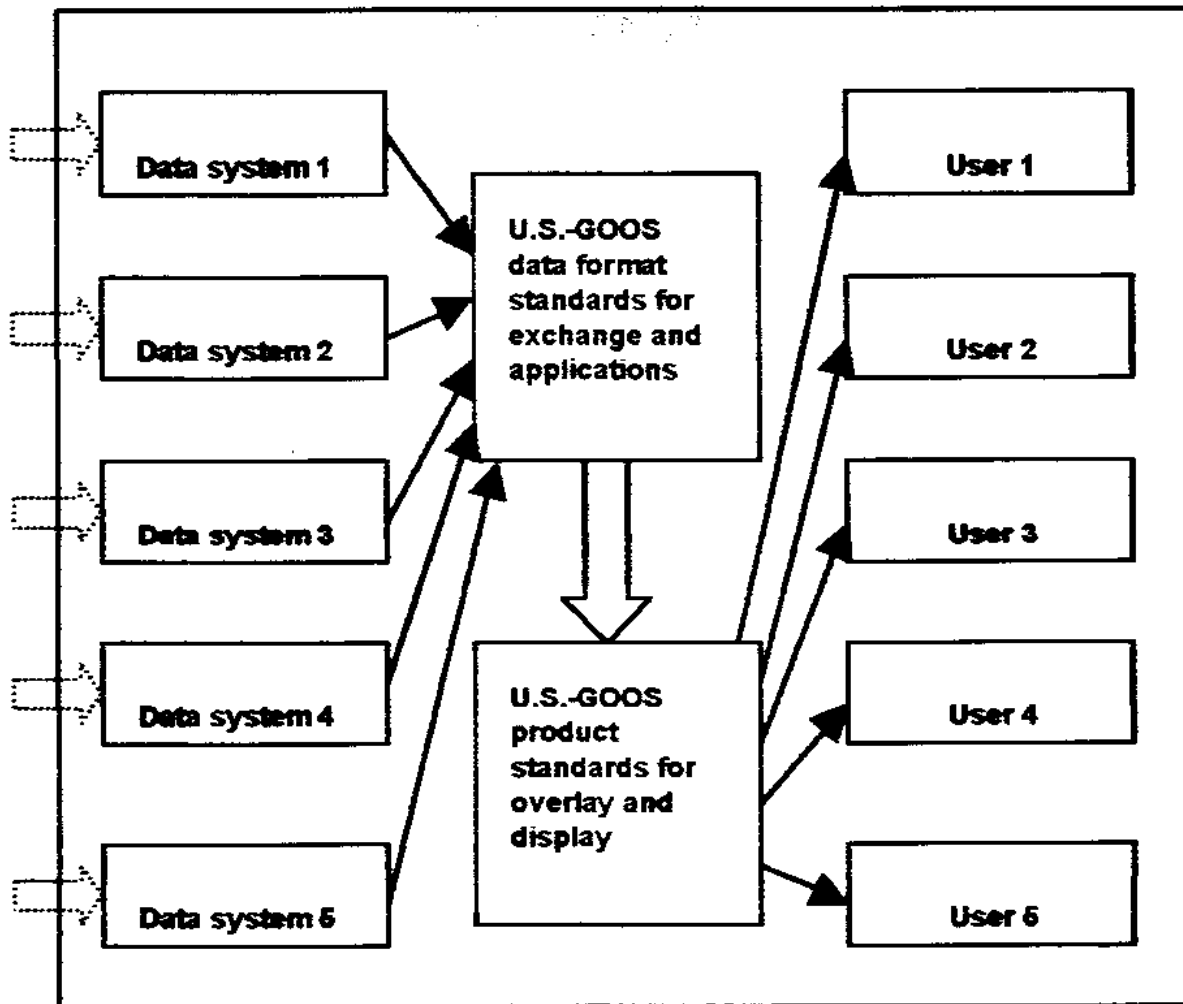 Data system 1
Data system 2
Data system 3
Data system 4
Data system 5
U.S.-GOOS
data format
standards for
exchange and
applications
U.S.-GOOS
product
standards for
overlay and
display
User 1
User 2
User 3
User 4
User 5